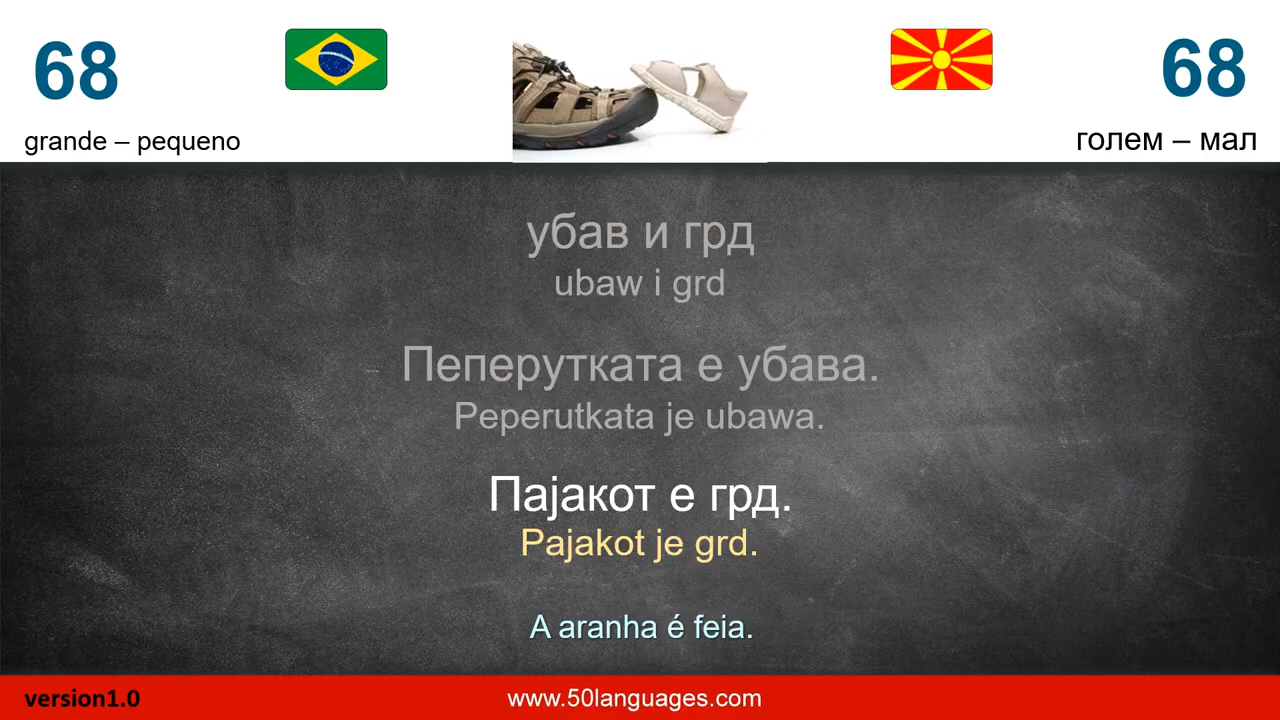 68
68
grande – pequeno
голем – мал
убав и грд
ubaw i grd
Пеперутката е убава.
Peperutkata je ubawa.
Пајакот е грд.
Pajakot je grd.
A aranha é feia.
version1.0
www.50languages.com